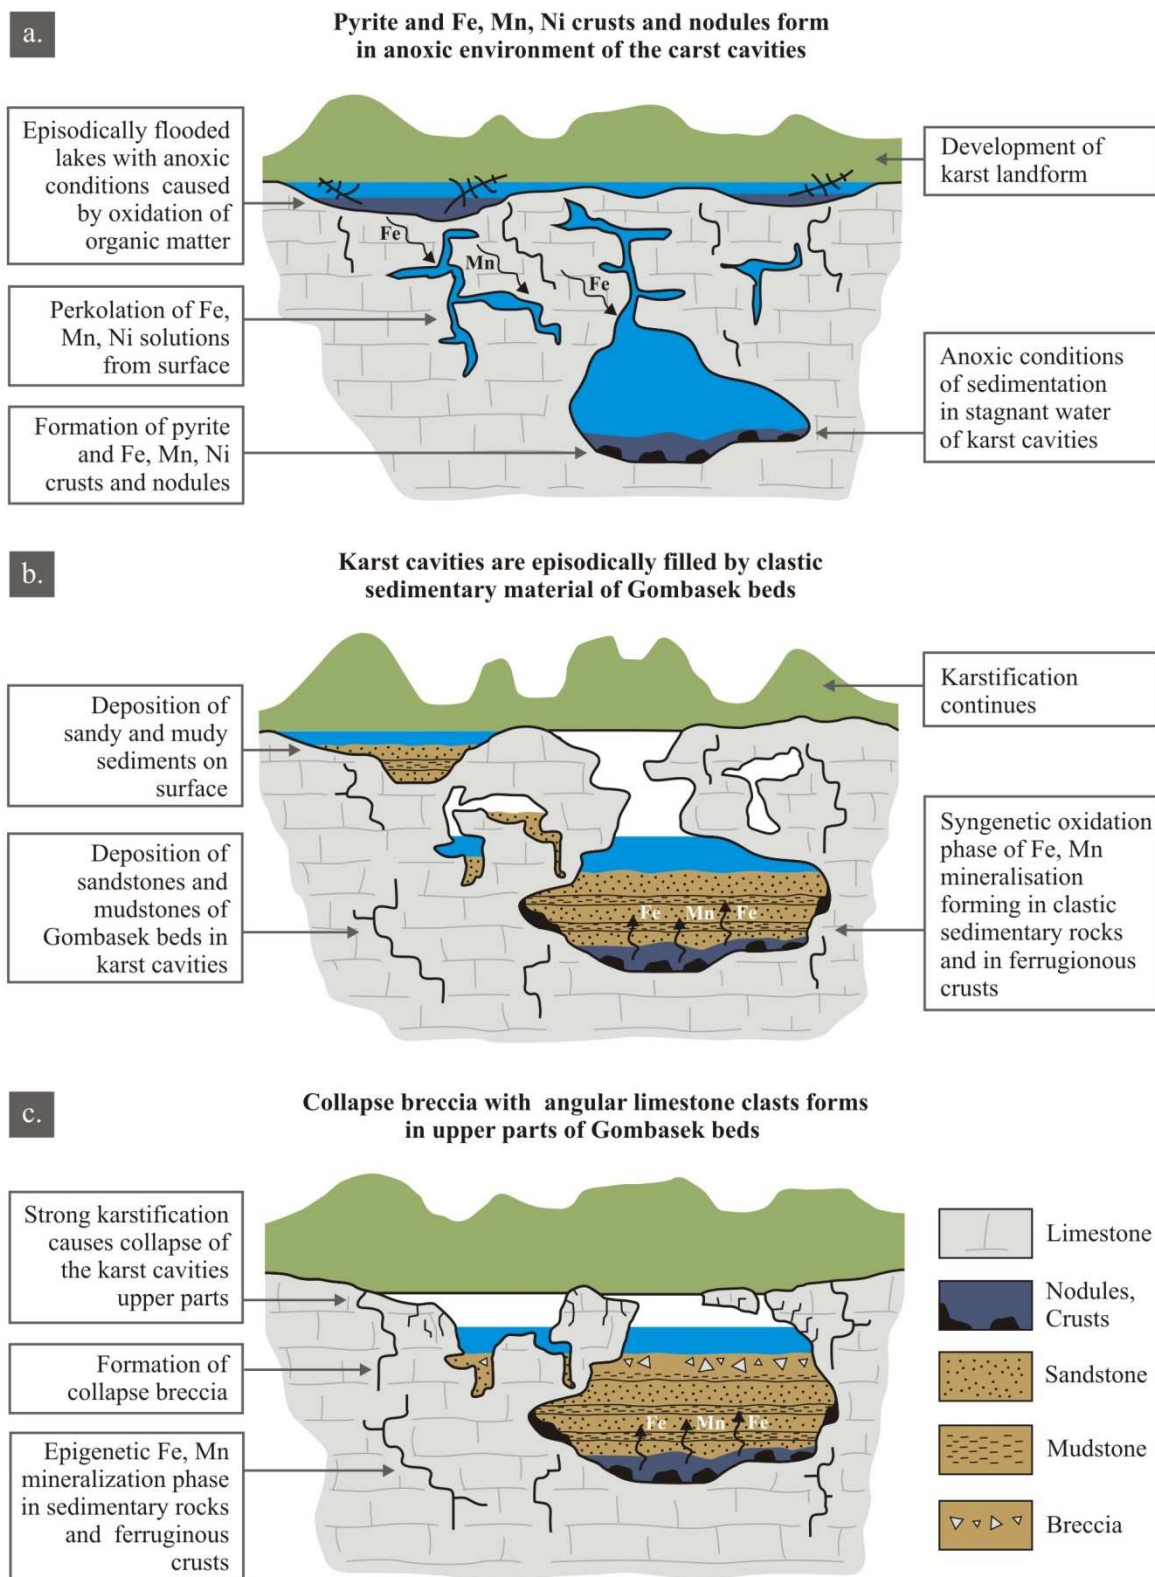 a.
Pyrite and Fe, Mn, Ni crusts and nodules form
in anoxic environment of the carst cavities
Episodically flooded
lakes with anoxic
conditions caused
by oxidation of
organic matter
Perkolation of Fe,
Mn, Ni solutions
from surface
Formation of pyrite
and Fe, Mn, Ni
crusts and nodules
Fe
Mn
Fe
Development of
karst landform
Anoxic conditions
of sedimentation
in stagnant water
of karst cavities
b.
Karst cavities are episodically filled by clastic
sedimentary material of Gombasek beds
Deposition of
sandy and mudy
sediments on
surface
Deposition of
sandstones and
mudstones of
Gombasek beds in
karst cavities
Fe
Mn
Fe
Karstification
continues
Syngenetic oxidation
phase of Fe, Mn
mineralisation
forming in clastic
sedimentary rocks
and in ferrugionous
crusts
c.
Collapse breccia with angular limestone clasts forms
in upper parts of Gombasek beds
Strong karstification
causes collapse of
the karst cavities
upper parts
Formation of
collapse breccia
Epigenetic Fe, Mn
mineralization phase
in sedimentary rocks
and ferruginous
crusts
Fe
Mn
Fe
Limestone
Nodules,
Crusts
Sandstone
Mudstone
Breccia